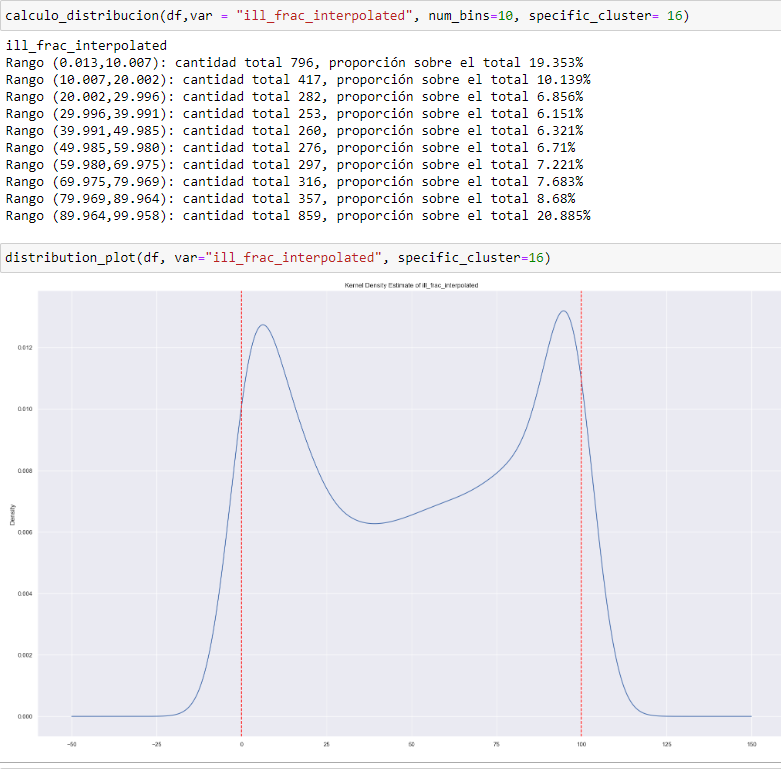 calculo_distribucion(df,var = "ill_frac_interpolated", num_bins=10, specific_cluster= 16)
ill_frac_interpolated
Rango (0.013,10.007): cantidad total 796, proporción sobre el total 19.353%
Rango (10.007,20.002): cantidad total 417, proporción sobre el total 10.139%
Rango (20.002,29.996): cantidad total 282, proporción sobre el total 6.856%
Rango (29.996,39.991): cantidad total 253, proporción sobre el total 6.151%
Rango (39.991,49.985): cantidad total 260, proporción sobre el total 6.321%
Rango (49.985,59.980): cantidad total 276, proporción sobre el total 6.71%
Rango (59.980,69.975): cantidad total 297, proporción sobre el total 7.221%
Rango (69.975,79.969): cantidad total 316, proporción sobre el total 7.683%
Rango (79.969,89.964): cantidad total 357, proporción sobre el total 8.68%
Rango (89.964,99.958): cantidad total 859, proporción sobre el total 20.885%
distribution_plot(df, var="ill_frac_interpolated", specific_cluster=16)
Kernel Density Estimate of ill_frac_interpolated
0.012
0.010
0.008
0.006
0.004
0.002
0.000
Density
-50
-25
0
25
50
75
100
125
150